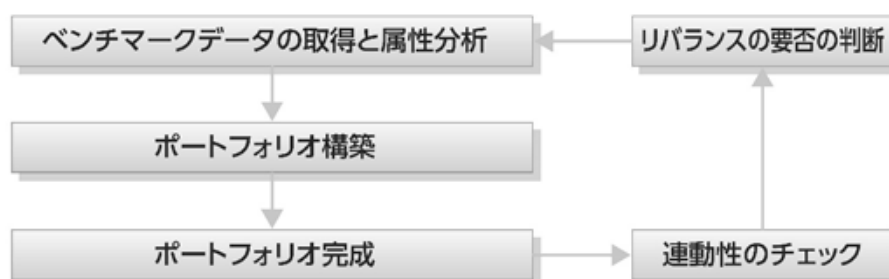 ベンチマークデータの取得と属性分析
リバランスの要否の判断
ポートフォリオ構築
ポートフォリオ完成
連動性のチェック